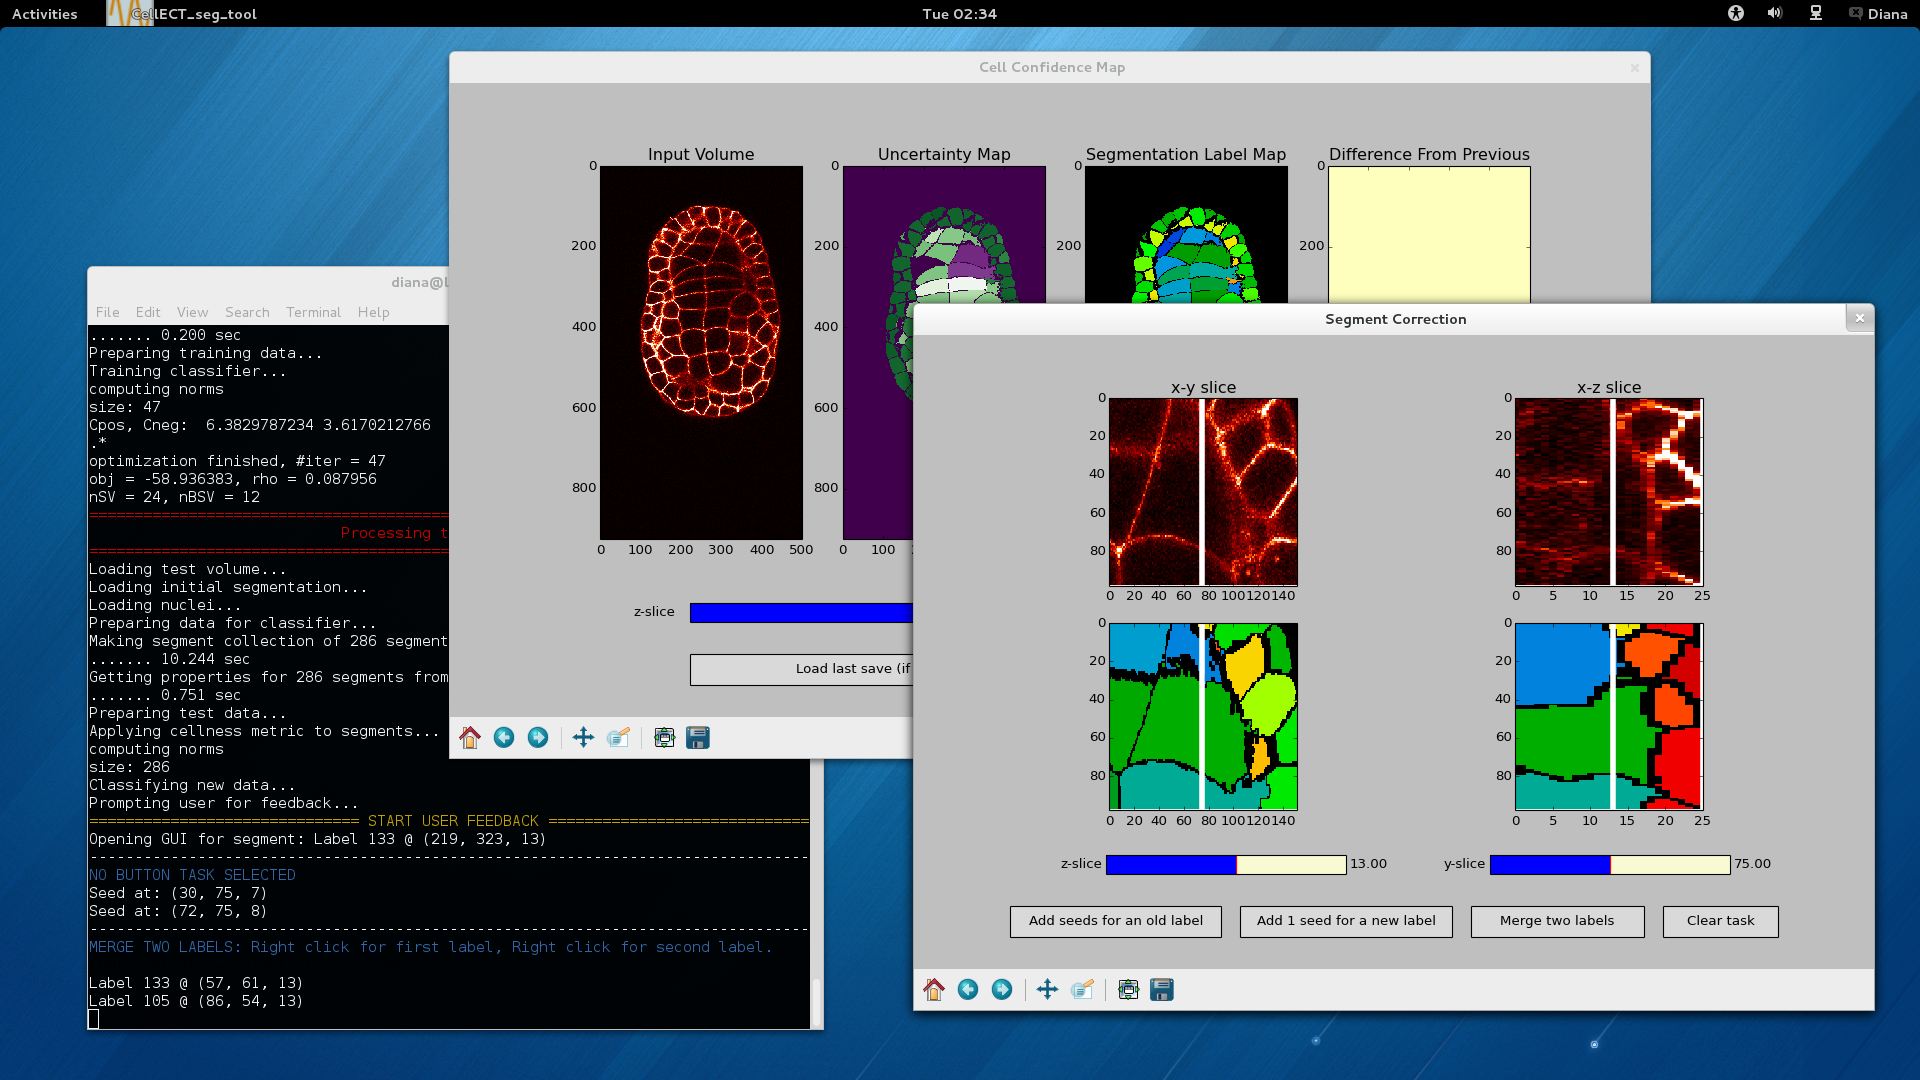 Activities
CellECT_seg_tool
Tue 02:34
Diana
Cell Confidence Map
Input Volume
Uncertainty Map
Segmentation Label Map
Difference From Previous
0
200
400
600
800
0 100 200 300 400 500
0
200
400
600
800
0 100
0
200
0
200
z-slice
Load last save (if
diana@
File Edit View Search Terminal Help
....... 0.200 sec
Preparing training data...
Training classifier...
computing norms
size: 47
Cpos, Cneg:  6.3829787234 3.6170212766
.*
optimization finished, #iter = 47
obj = -58.936383, rho = 0.087956
nSV = 24, nBSV = 12
Processing
Loading test volume...
Loading initial segmentation...
Loading nuclei...
Preparing data for classifier...
Making segment collection of 286 segment
....... 10.244 sec
Getting properties for 286 segments from
....... 0.751 sec
Preparing test data...
Applying cellness metric to segments...
computing norms
size: 286
Classifying new data...
Prompting user for feedback...
============================== START USER FEEDBACK =============================
Opening GUI for segment: Label 133 @ (219, 323, 13)
--------------------------------------------------------------------------------
NO BUTTON TASK SELECTED
Seed at: (30, 75, 7)
Seed at: (72, 75, 8)
--------------------------------------------------------------------------------
MERGE TWO LABELS: Right click for first label, Right click for second label.
Label 133 @ (57, 61, 13)
Label 105 @ (86, 54, 13)
Segment Correction
x-y slice
0
20
40
60
80
0 20 40 60 80 100 120 140
x-z slice
0
20
40
60
80
0 5 10 15 20 25
0
20
40
60
80
0 20 40 60 80 100 120 140
0
20
40
60
80
0 5 10 15 20 25
z-slice 13.00
y-slice 75.00
Add seeds for an old label
Add 1 seed for a new label
Merge two labels
Clear task